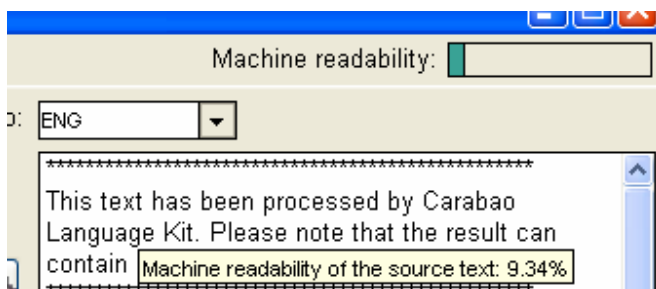 Machine readability:
ENG
****************************************************
This text has been processed by Carabao
Language Kit. Please note that the result can
contain
Machine readability of the source text: 9.34%